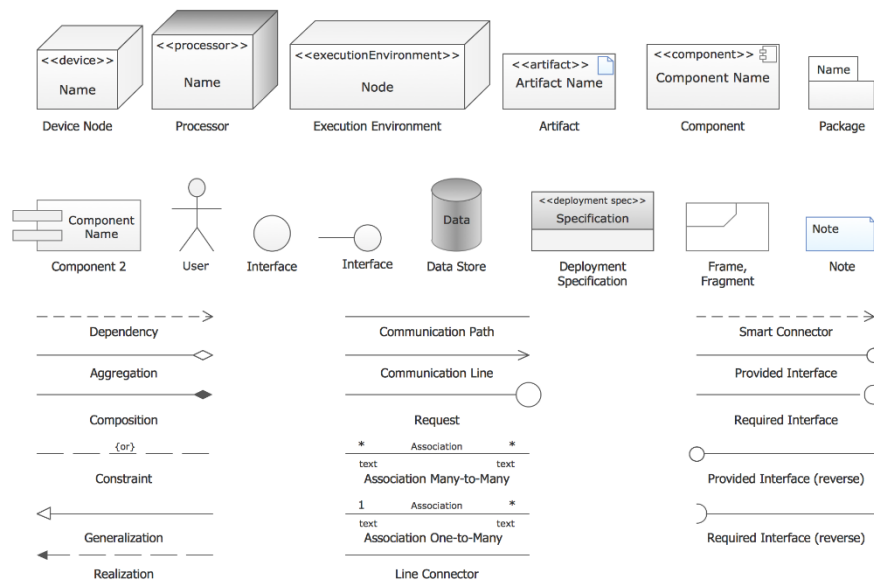 <<device>>
Name
Device Node
<<processor>>
Name
Processor
<<executionEnvironment>>
Node
Execution Environment
<<artifact>>
Artifact Name
Artifact
<<component>>
Component Name
Component
Name
Package
Component
Name
Component 2
User
Interface
Interface
Data
Data Store
<<deployment spec>>
Specification
Deployment
Specification
Frame,
Fragment
Note
Note
Dependency
Communication Path
Smart Connector
Aggregation
Communication Line
Provided Interface
Composition
Request
Required Interface
{or}
Constraint
* Association *
text text
Association Many-to-Many
Provided Interface (reverse)
Generalization
1 Association *
text text
Association One-to-Many
Required Interface (reverse)
Realization
Line Connector